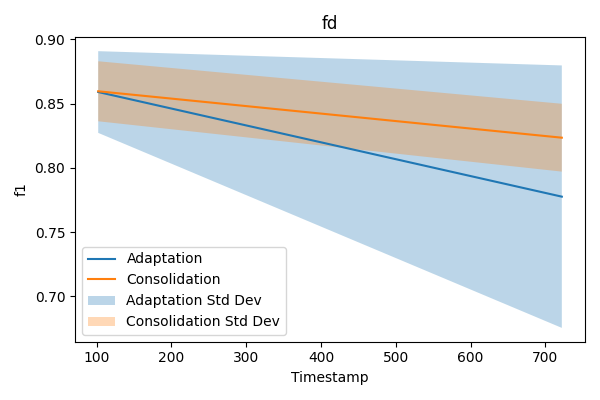 fd
0.90
0.85
0.80
0.75
0.70
f1
Adaptation
Consolidation
Adaptation Std Dev
Consolidation Std Dev
100 200 300 400 500 600 700
Timestamp